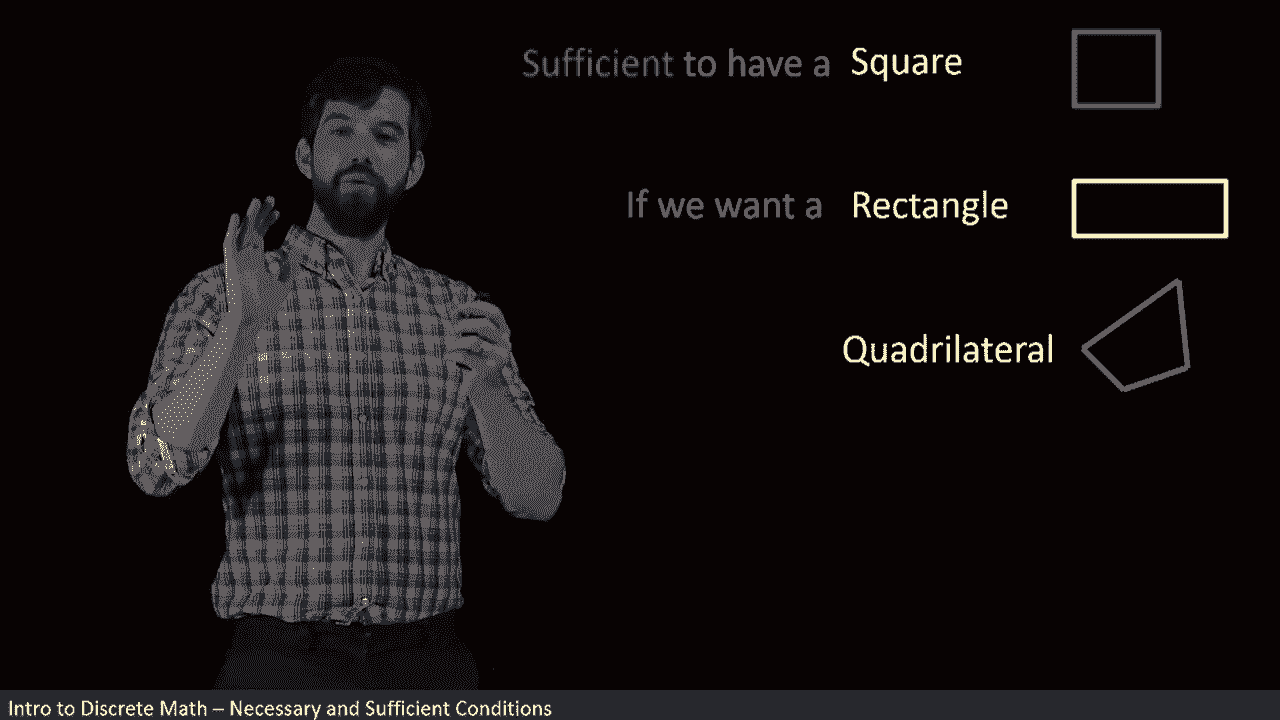 Sufficient to have a Square
If we want a Rectangle
Quadrilateral
Intro to Discrete Math – Necessary and Sufficient Conditions